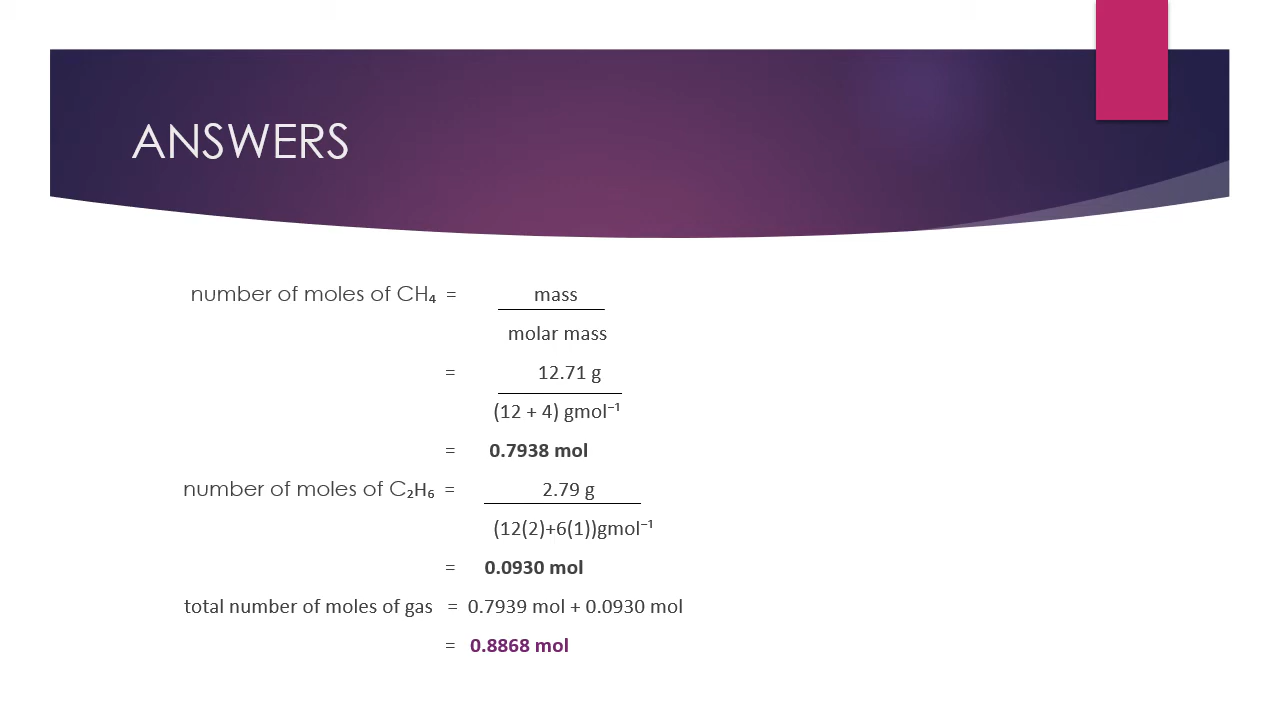 ANSWERS
number of moles of CH₄ = mass
molar mass
= 12.71 g
(12 + 4) gmol⁻¹
= 0.7938 mol
number of moles of C₂H₆ = 2.79 g
(12(2)+6(1))gmol⁻¹
= 0.0930 mol
total number of moles of gas = 0.7939 mol + 0.0930 mol
= 0.8868 mol